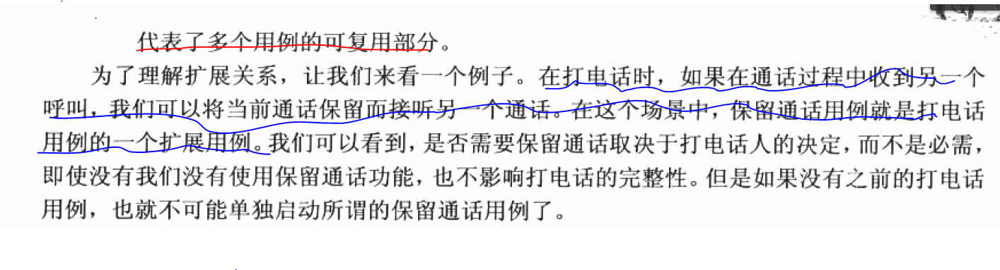 代表了多个用例的可复用部分。
为了理解扩展关系，让我们来看一个例子。在打电话时，如果在通话过程中收到另一个
呼叫，我们可以将当前通话保留而接听另一个通话。在这个场景中，保留通话用例就是打电话
用例的一个扩展用例。我们可以看到，是否需要保留通话取决于打电话人的决定，而不是必需，
即使没有我们没有使用保留通话功能，也不影响打电话的完整性。但是如果没有之前的打电话
用例，也就不可能单独启动所谓的保留通话用例了。